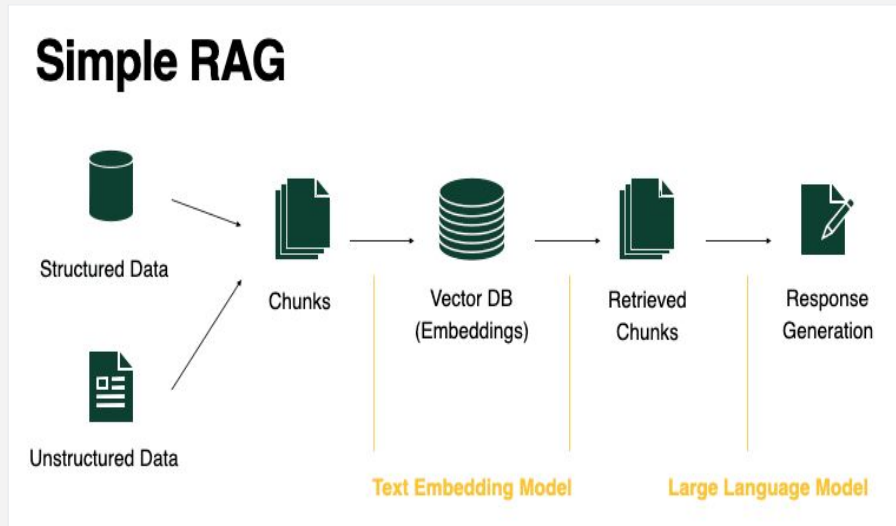 Simple RAG
Structured Data
Unstructured Data
Chunks
Vector DB
(Embeddings)
Retrieved
Chunks
Response
Generation
Text Embedding Model
Large Language Model